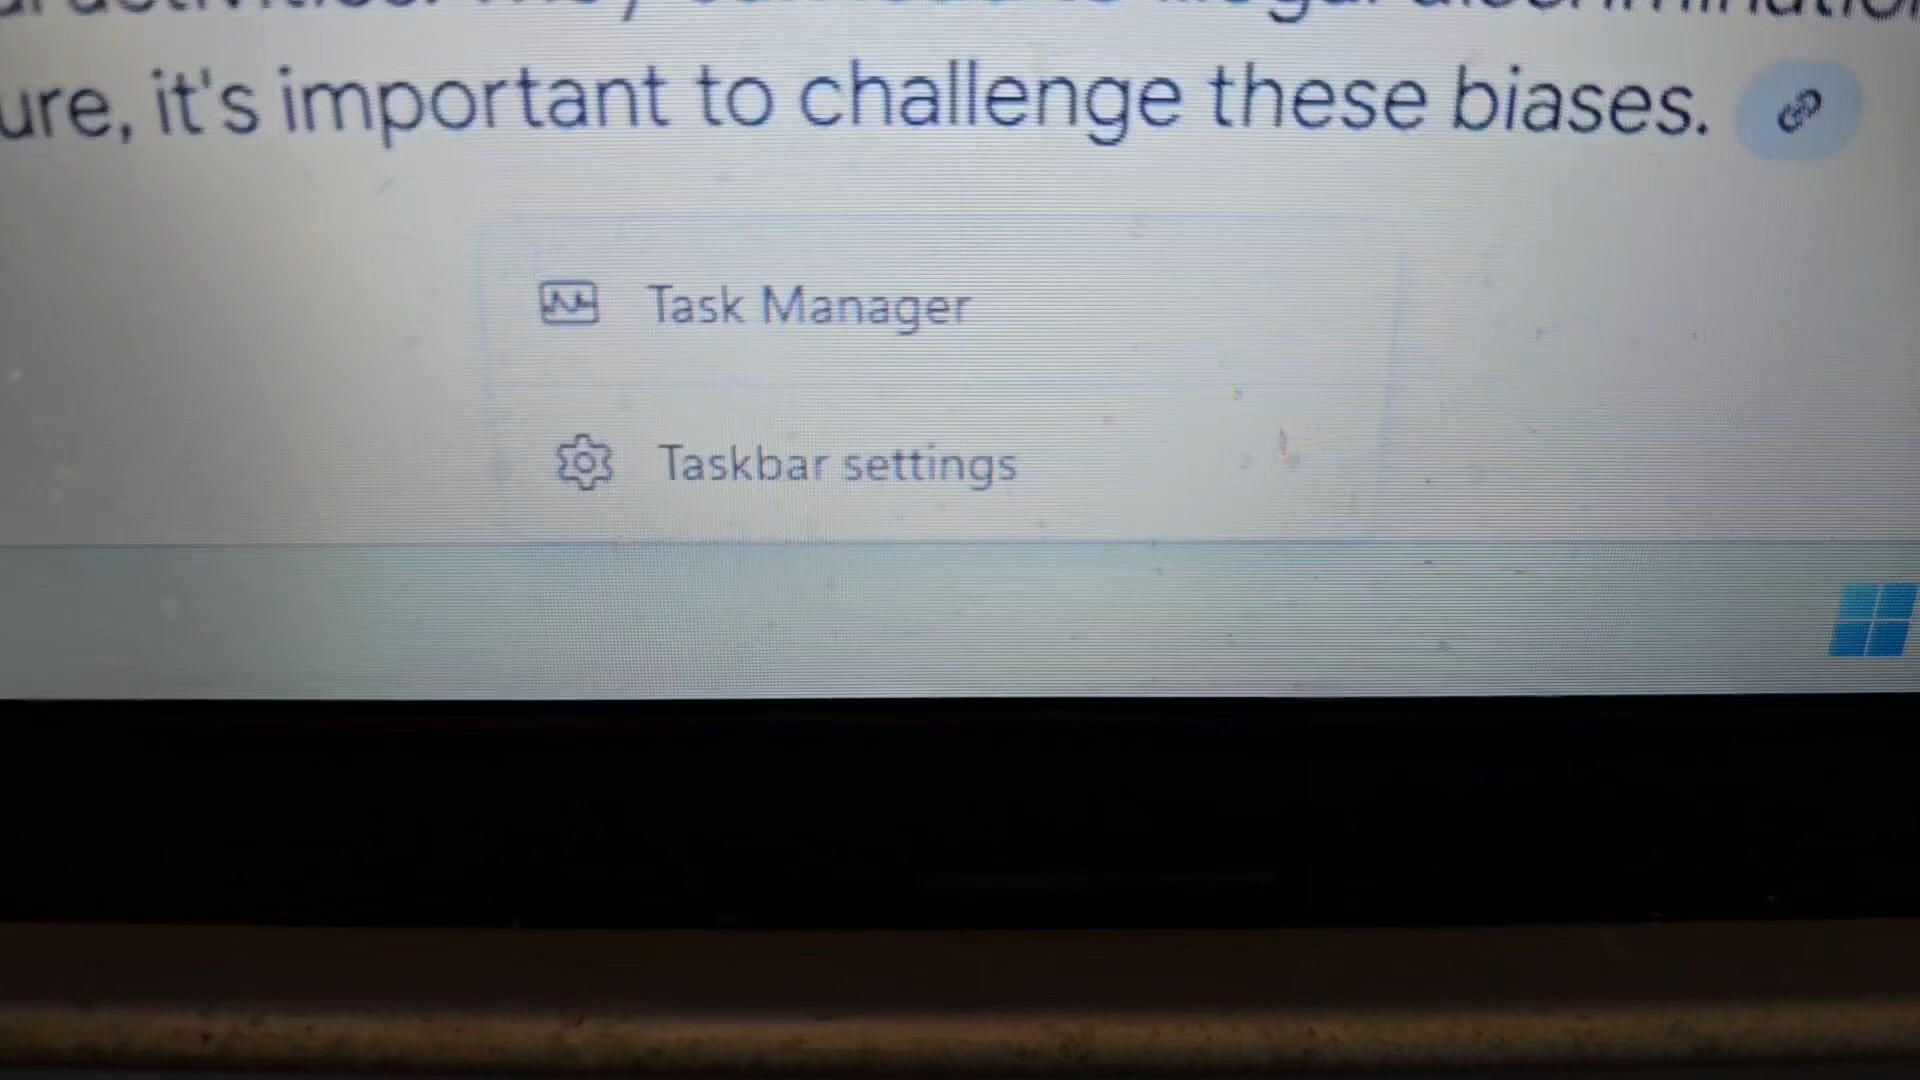 ure, it's important to challenge these biases.
Task Manager
Taskbar settings